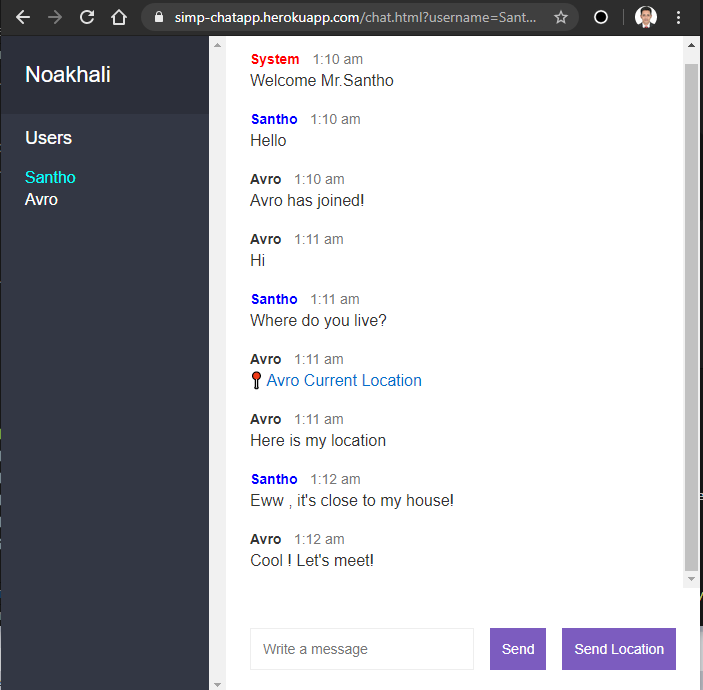 simp-chatapp.herokuapp.com/chat.html?username=Sant...
Noakhali
Users
Santho
Avro
System 1:10 am
Welcome Mr.Santho
Santho 1:10 am
Hello
Avro 1:10 am
Avro has joined!
Avro 1:11 am
Hi
Santho 1:11 am
Where do you live?
Avro 1:11 am
Avro Current Location
Avro 1:11 am
Here is my location
Santho 1:12 am
Eww , it's close to my house!
Avro 1:12 am
Cool ! Let's meet!
Write a message
Send
Send Location